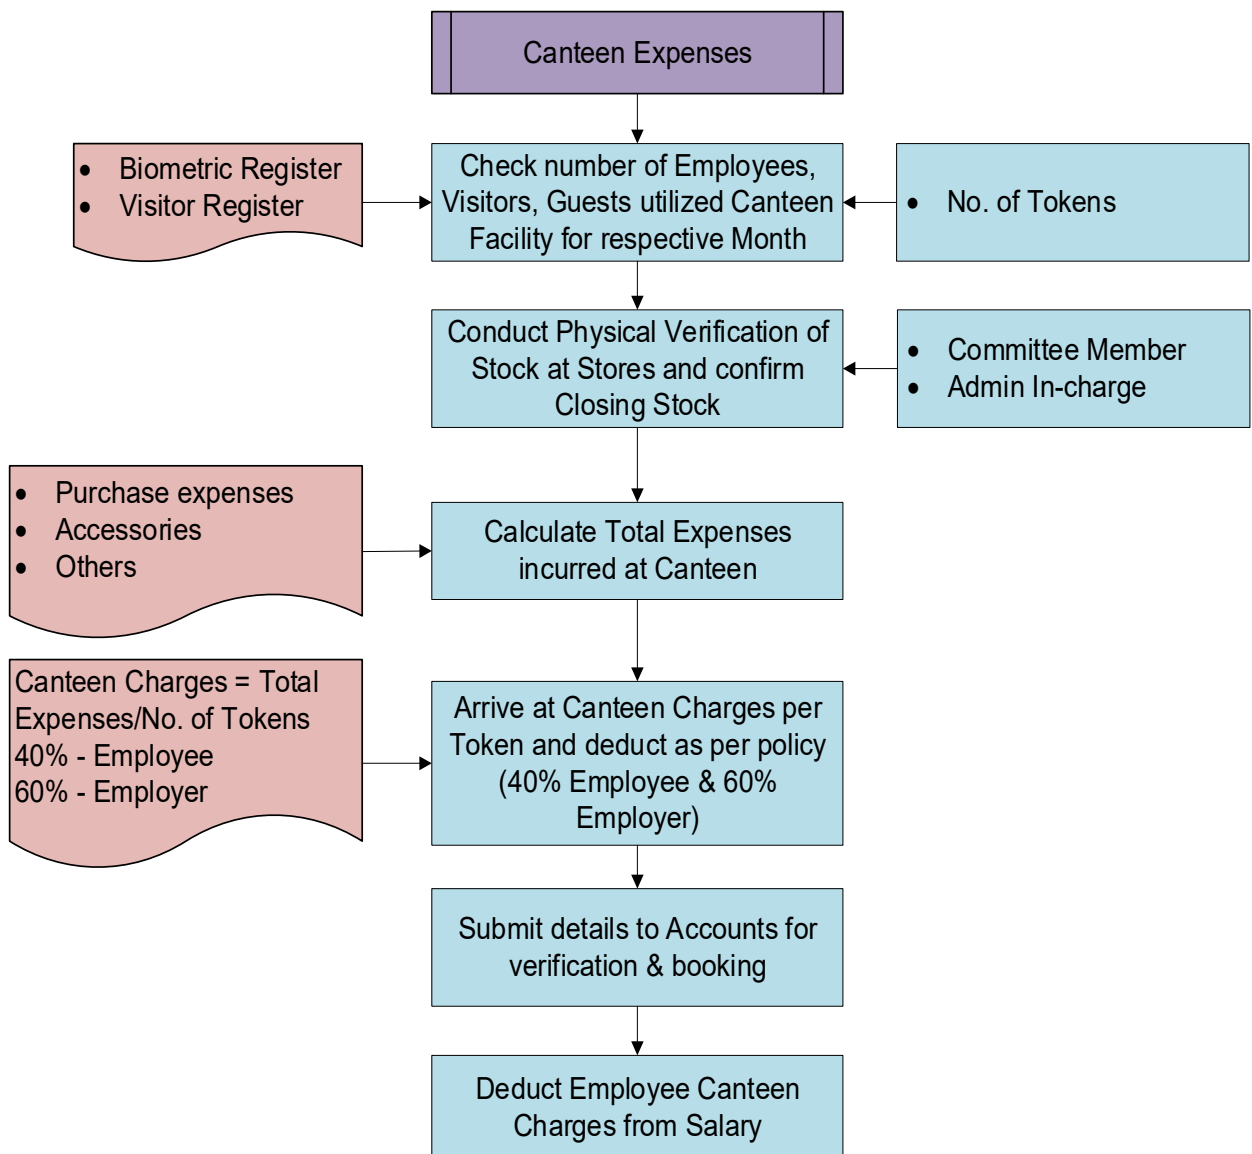 Canteen Expenses
• Biometric Register
• Visitor Register
Check number of Employees,
Visitors, Guests utilized Canteen
Facility for respective Month
• No. of Tokens
Conduct Physical Verification of
Stock at Stores and confirm
Closing Stock
• Committee Member
• Admin In-charge
• Purchase expenses
• Accessories
• Others
Calculate Total Expenses
incurred at Canteen
Canteen Charges = Total
Expenses/No. of Tokens
40% - Employee
60% - Employer
Arrive at Canteen Charges per
Token and deduct as per policy
(40% Employee & 60%
Employer)
Submit details to Accounts for
verification & booking
Deduct Employee Canteen
Charges from Salary